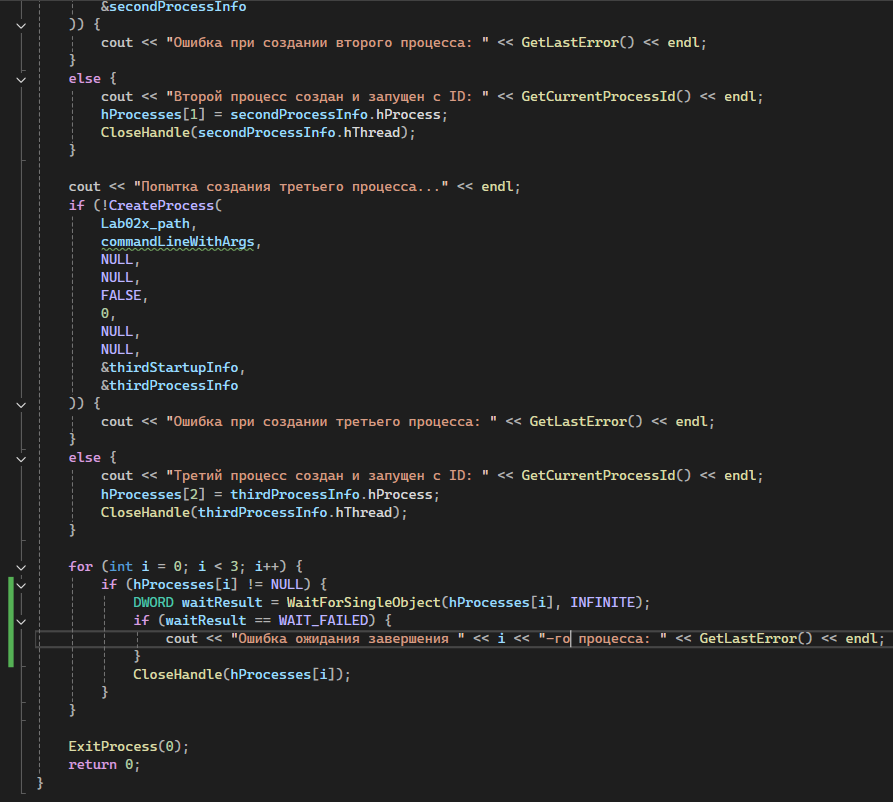 &secondProcessInfo
    )) {
        cout << "Ошибка при создании второго процесса: " << GetLastError() << endl;
    }
    else {
        cout << "Второй процесс создан и запущен с ID: " << GetCurrentProcessId() << endl;
        hProcesses[1] = secondProcessInfo.hProcess;
        CloseHandle(secondProcessInfo.hThread);
    }

    cout << "Попытка создания третьего процесса..." << endl;
    if (!CreateProcess(
        Lab02x_path,
        commandLineWithArgs,
        NULL,
        NULL,
        FALSE,
        0,
        NULL,
        NULL,
        &thirdStartupInfo,
        &thirdProcessInfo
    )) {
        cout << "Ошибка при создании третьего процесса: " << GetLastError() << endl;
    }
    else {
        cout << "Третий процесс создан и запущен с ID: " << GetCurrentProcessId() << endl;
        hProcesses[2] = thirdProcessInfo.hProcess;
        CloseHandle(thirdProcessInfo.hThread);
    }

    for (int i = 0; i < 3; i++) {
        if (hProcesses[i] != NULL) {
            DWORD waitResult = WaitForSingleObject(hProcesses[i], INFINITE);
            if (waitResult == WAIT_FAILED) {
                cout << "Ошибка ожидания завершения " << i << "-го процесса: " << GetLastError() << endl;
            }
            CloseHandle(hProcesses[i]);
        }
    }

    ExitProcess(0);
    return 0;
}